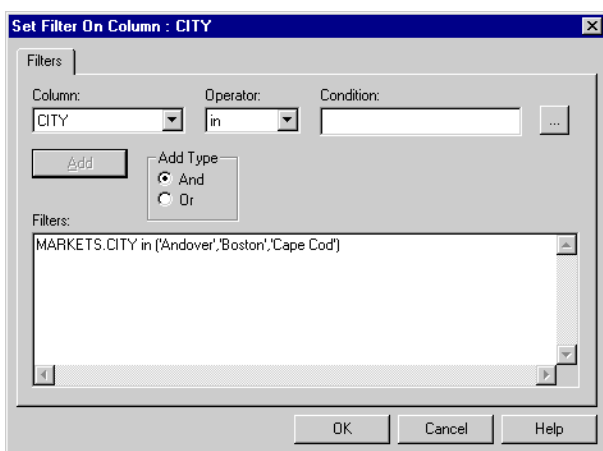 Set Filter On Column : CITY
Filters
Column: Operator: Condition:
CITY in ...
Add Add Type
And
Or
Filters:
MARKETS.CITY in ('Andover','Boston','Cape Cod')
OK Cancel Help